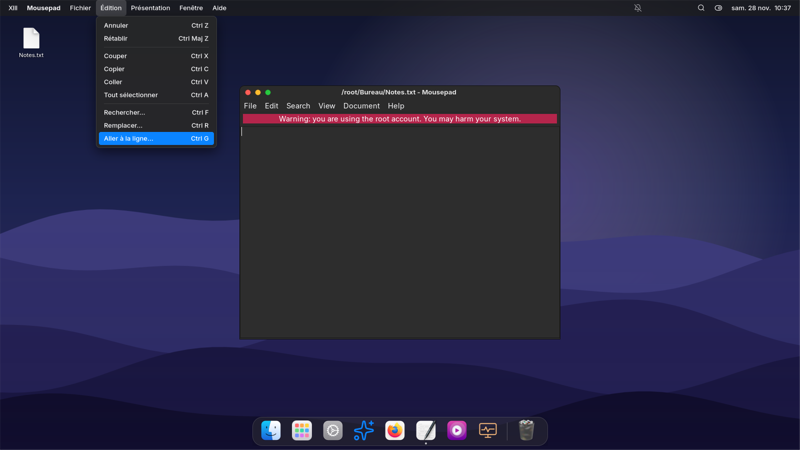 XIII Mousepad Fichier Édition Présentation Fenêtre Aide sam. 28 nov. 10:37
Annuler Ctrl Z
Rétablir Ctrl Maj Z
Couper Ctrl X
Copier Ctrl C
Coller Ctrl V
Tout sélectionner Ctrl A
Rechercher... Ctrl F
Remplacer... Ctrl R
Aller à la ligne... Ctrl G
Notes.txt
/root/Bureau/Notes.txt - Mousepad
File Edit Search View Document Help
Warning: you are using the root account. You may harm your system.